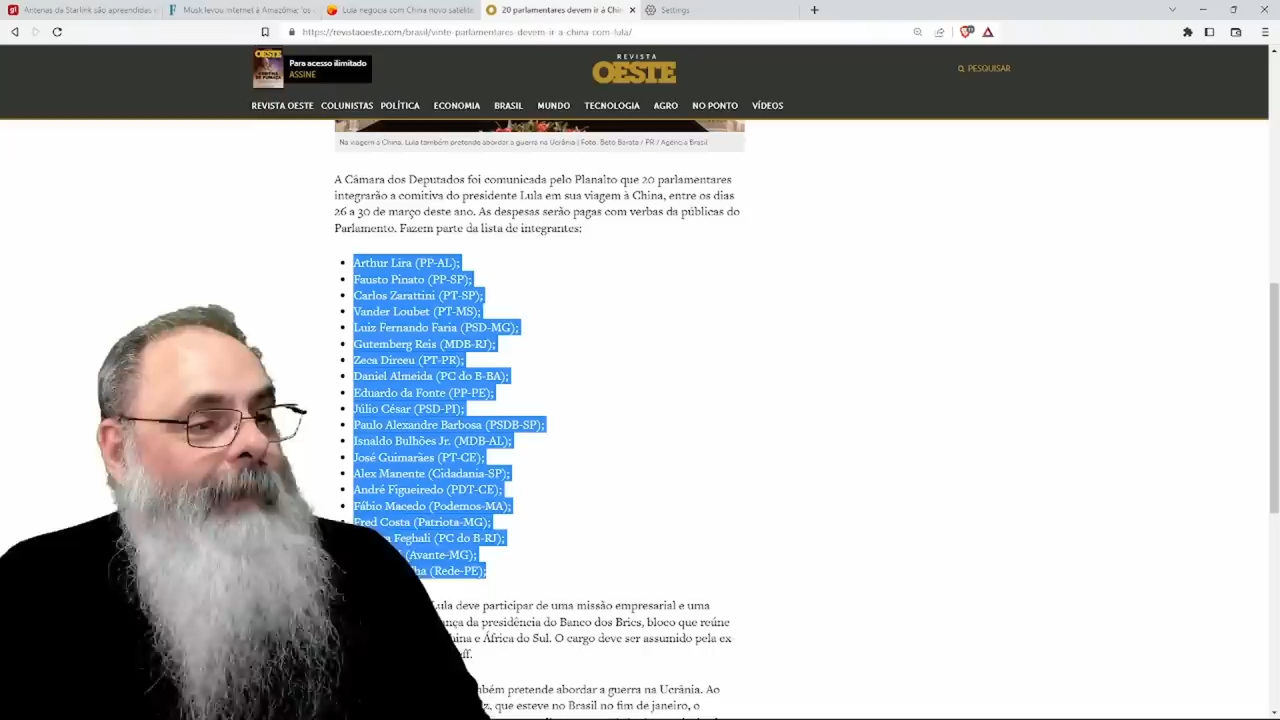 Antenas da Starlink são apreendidas
Musk levou internet à Amazônia; 'os
Lula negocia com China novo satélite
20 parlamentares devem ir à Chin
Settings
https://revistaoeste.com/brasil/vinte-parlamentares-devem-ir-a-china-com-lula/
OESTE
Para acesso ilimitado
ASSINE
REVISTA
OESTE
PESQUISAR
REVISTA OESTE COLUNISTAS POLÍTICA ECONOMIA BRASIL MUNDO TECNOLOGIA AGRO NO PONTO VÍDEOS
Na viagem à China, Lula também pretende abordar a guerra na Ucrânia | Foto: Beto Barata / PR / Agência Brasil
A Câmara dos Deputados foi comunicada pelo Planalto que 20 parlamentares
integrarão a comitiva do presidente Lula em sua viagem à China, entre os dias
26 a 30 de março deste ano. As despesas serão pagas com verbas da públicas do
Parlamento. Fazem parte da lista de integrantes:
Arthur Lira (PP-AL);
Fausto Pinato (PP-SP);
Carlos Zarattini (PT-SP);
Vander Loubet (PT-MS);
Luiz Fernando Faria (PSD-MG);
Gutemberg Reis (MDB-RJ);
Zeca Dirceu (PT-PR);
Daniel Almeida (PC do B-BA);
Eduardo da Fonte (PP-PE);
Júlio César (PSD-PI);
Paulo Alexandre Barbosa (PSDB-SP);
Isnaldo Bulhões Jr. (MDB-AL);
José Guimarães (PT-CE);
Alex Manente (Cidadania-SP);
André Figueiredo (PDT-CE);
Fábio Macedo (Podemos-MA);
Fred Costa (Patriota-MG);
Feghali (PC do B-RJ);
(Avante-MG);
ha (Rede-PE);
Lula deve participar de uma missão empresarial e uma
nça da presidência do Banco dos Brics, bloco que reúne
hina e África do Sul. O cargo deve ser assumido pela ex-
ff.
mbém pretende abordar a guerra na Ucrânia. Ao
z, que esteve no Brasil no fim de janeiro, o